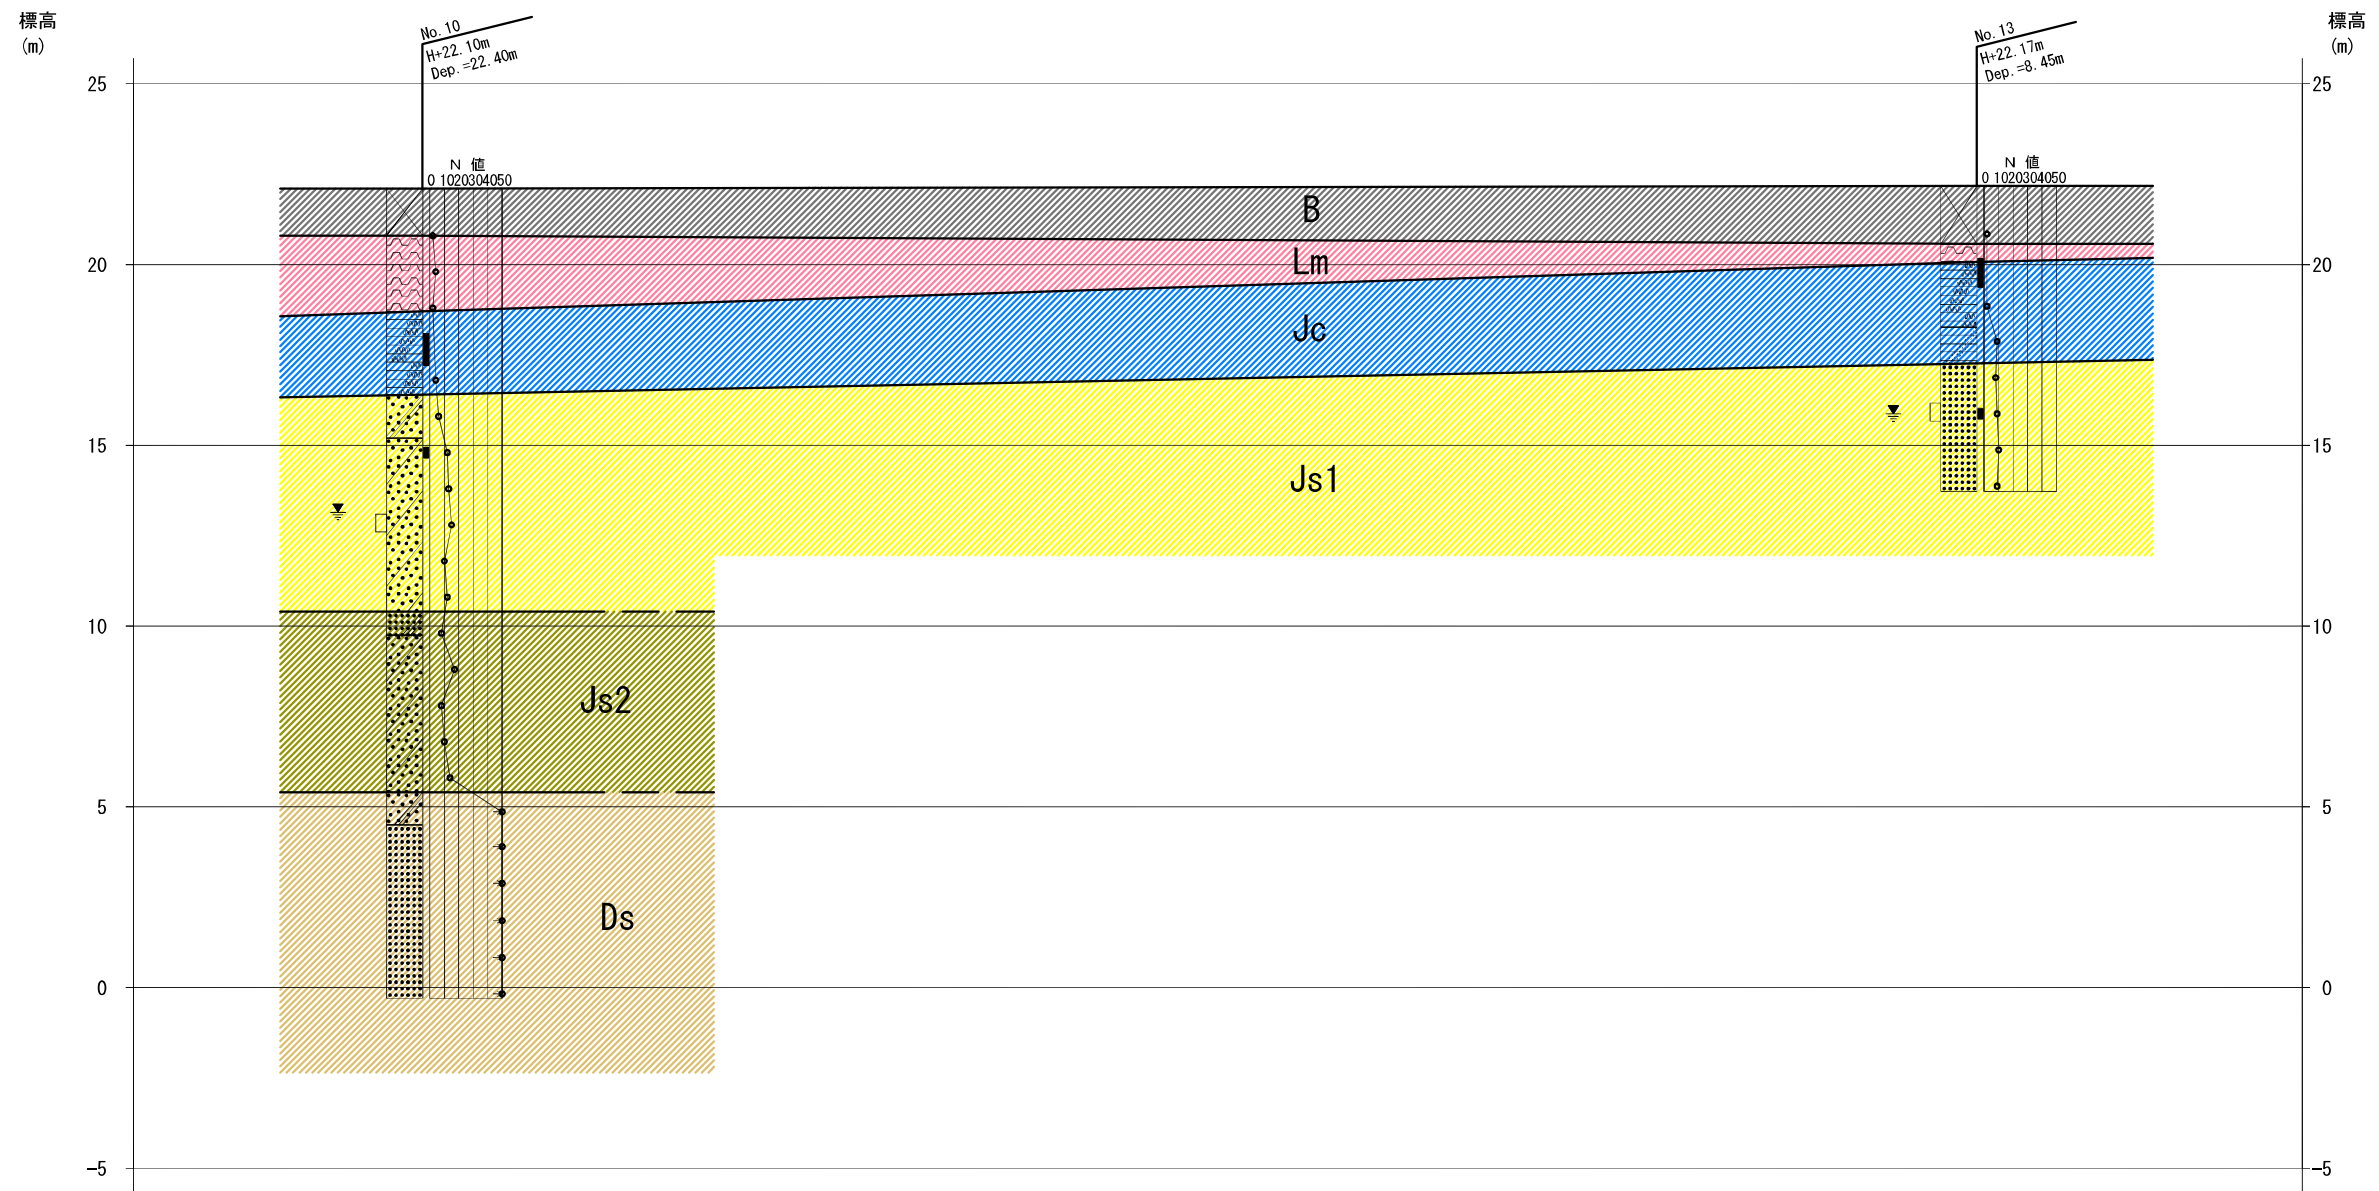 標高
(m)
標高
(m)
No.10
H+22.10m
Dep.=22.40m
No.13
H+22.17m
Dep.=8.45m
25
25
N 値
0 1020304050
N 値
0 1020304050
B
Lm
20
20
Jc
15
15
Js1
10
10
Js2
5
5
Ds
0
0
-5
-5